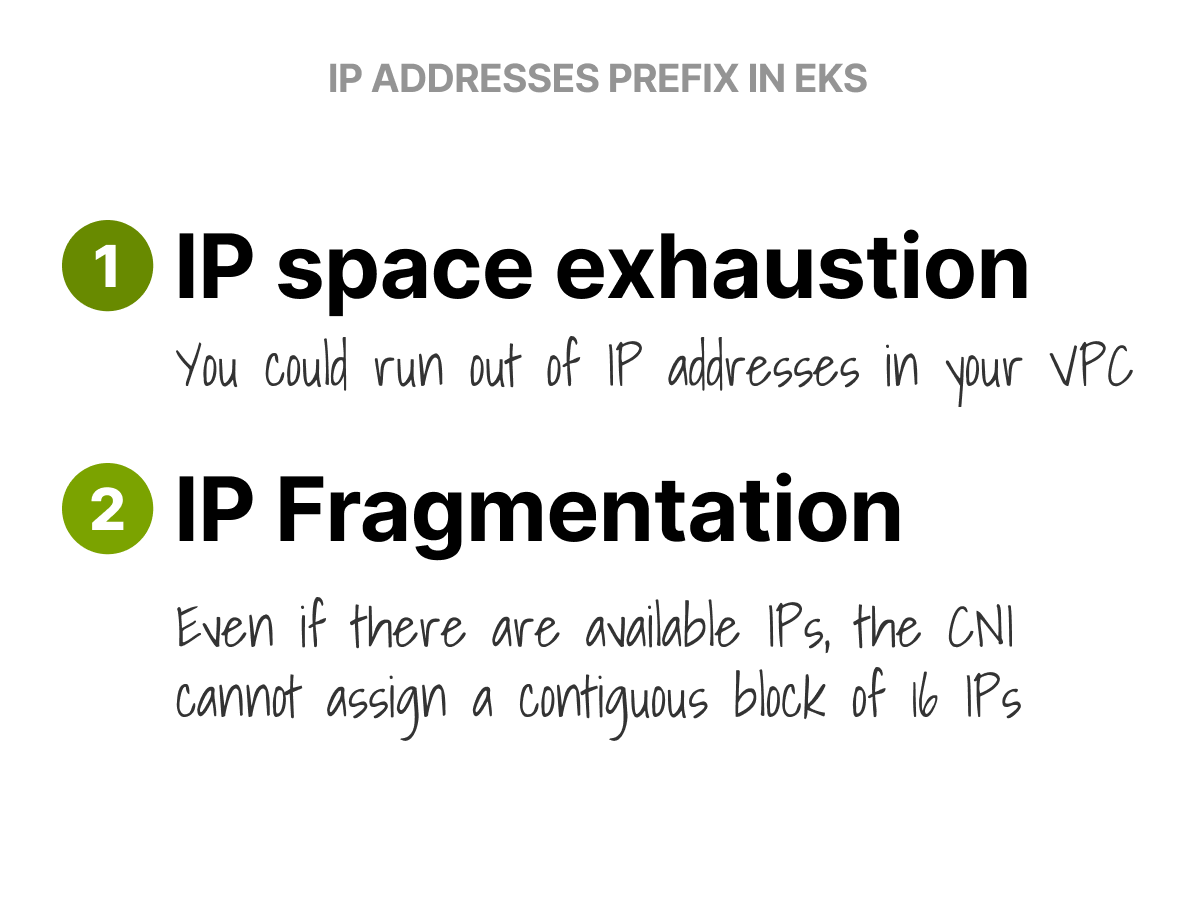 IP ADDRESSES PREFIX IN EKS
1 IP space exhaustion
You could run out of IP addresses in your VPC
2 IP Fragmentation
Even if there are available IPs, the CNI
cannot assign a contiguous block of 16 IPs